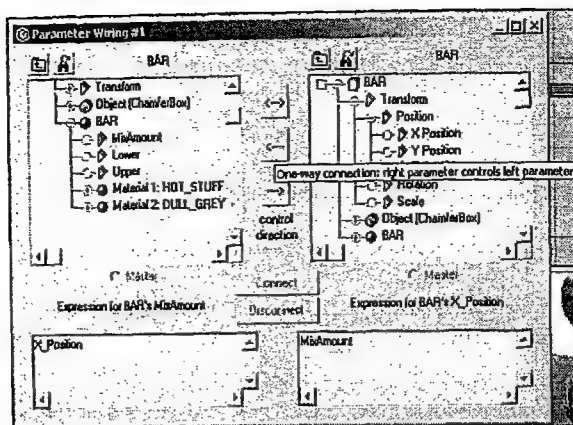 Parameter Wiring #1
BAR
BAR
Transform
Object (ChamferBox)
BAR
MixAmount
Lower
Upper
Material 1: HOT_STUFF
Material 2: DULL_GREY
<-->
<--
-->
control
direction
BAR
Transform
Position
X Position
Y Position
One-way connection: right parameter controls left parameter
Rotation
Scale
Object (ChamferBox)
BAR
Master
Master
Connect
Disconnect
Expression for BAR's MixAmount
Expression for BAR's X_Position
X_Position
MixAmount